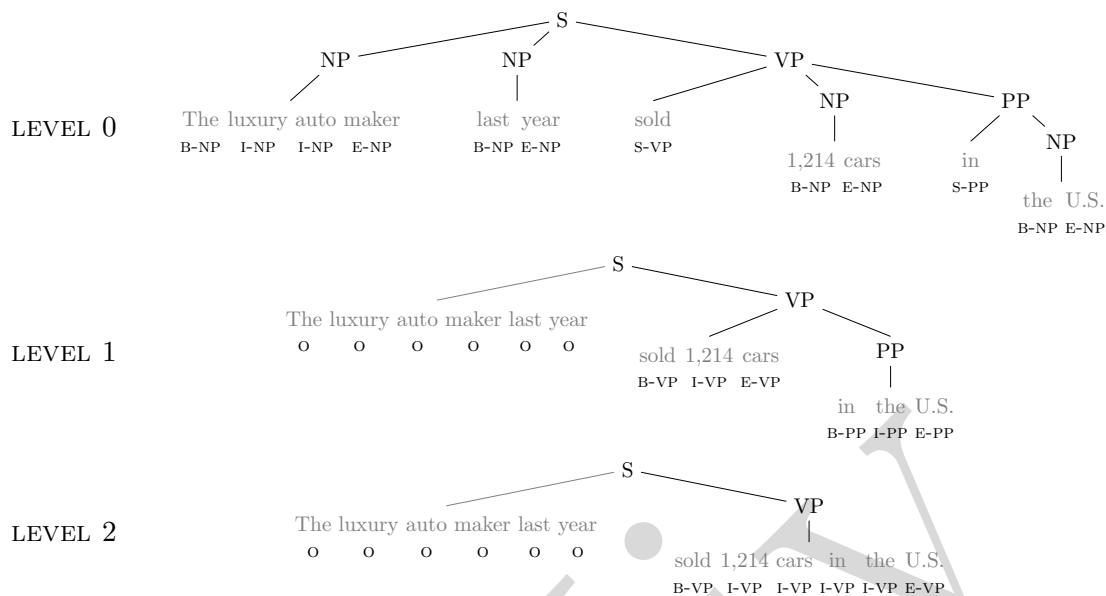 S
NP NP VP
NP PP
LEVEL 0
The luxury auto maker last year sold
B-NP I-NP I-NP E-NP B-NP E-NP S-VP
NP
1,214 cars in
B-NP E-NP S-PP
the U.S.
B-NP E-NP
S
VP
The luxury auto maker last year
O O O O O O
LEVEL 1
PP
sold 1,214 cars
B-VP I-VP E-VP
in the U.S.
B-PP I-PP E-PP
S
VP
The luxury auto maker last year
LEVEL 2
O O O O O O
sold 1,214 cars in the U.S.
B-VP I-VP I-VP I-VP I-VP E-VP